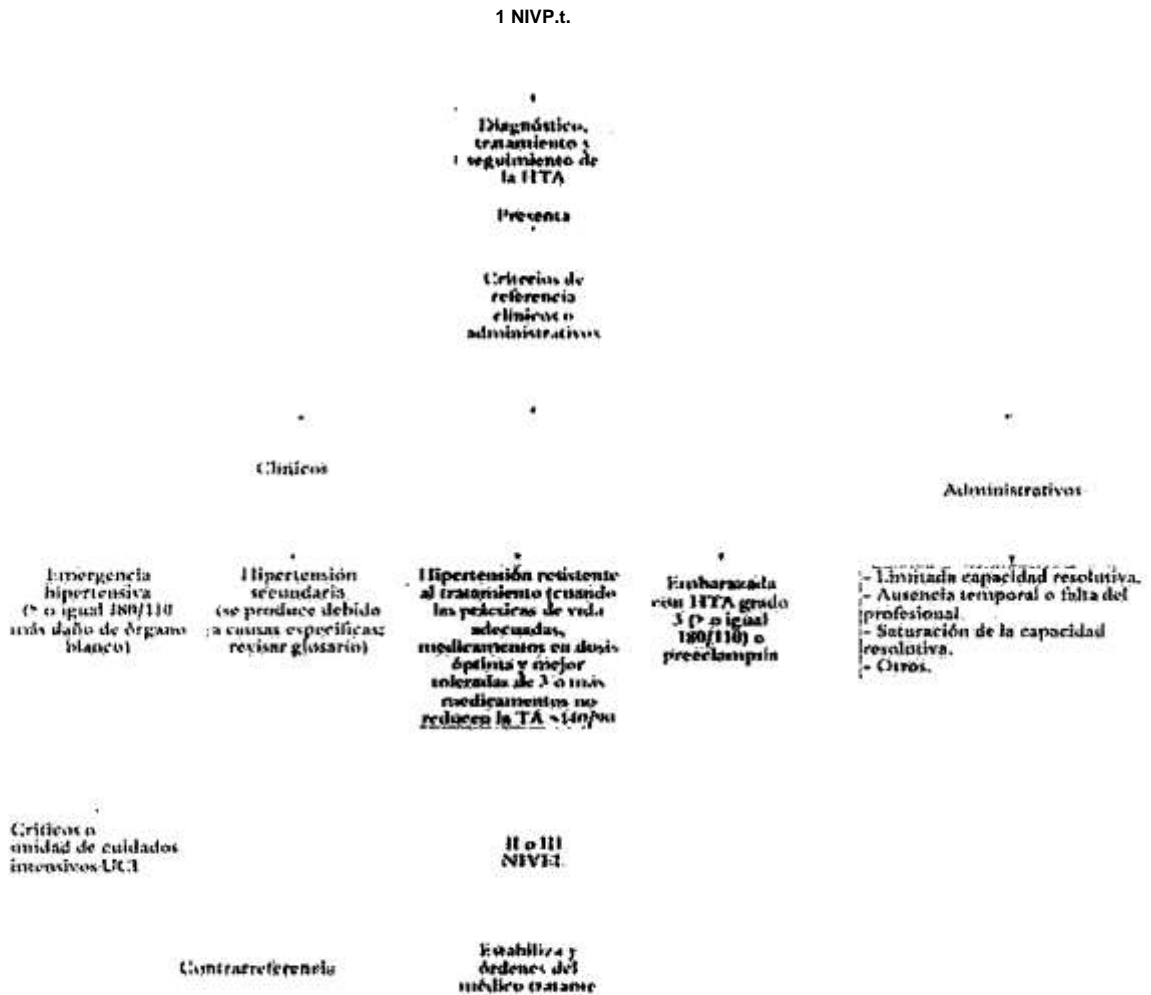 1 NIVP.t.
Diagnóstico,
tratamiento y
seguimiento de
la HTA
Presenta
Criterios de
referencia
clínicos o
administrativos
Clínicos
Administrativos
Emergencia
hipertensiva
(> o igual 180/110
más daño de órgano
blanco)
Hipertensión
secundaria
(se produce debido
a causas específicas;
revisar glosario)
Hipertensión resistente
al tratamiento (cuando
las prácticas de vida
adecuadas,
medicamentos en dosis
óptima y mejor
toleradas de 3 o más
medicamentos no
reducen la TA <140/90
Embarazada
con HTA grado
3 (> o igual
180/110) o
preeclampsia
- Limitada capacidad resolutiva.
- Ausencia temporal o falta del
profesional.
- Saturación de la capacidad
resolutiva.
- Otros.
Críticos o
unidad de cuidados
intensivos-UCI
II o III
NIVEL
Contrarreferencia
Estabiliza y
órdenes del
médico tratante